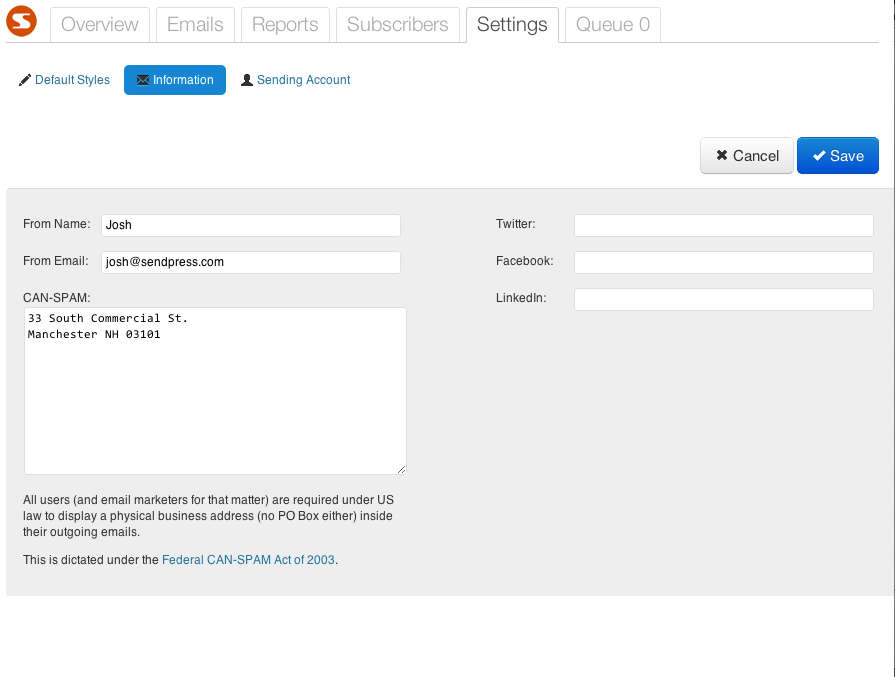 S
Overview Emails Reports Subscribers Settings Queue 0
Default Styles Information Sending Account
Cancel Save
From Name: Josh
From Email: josh@sendpress.com
CAN-SPAM:
33 South Commercial St.
Manchester NH 03101
All users (and email marketers for that matter) are required under US
law to display a physical business address (no PO Box either) inside
their outgoing emails.
This is dictated under the Federal CAN-SPAM Act of 2003.
Twitter:
Facebook:
LinkedIn: